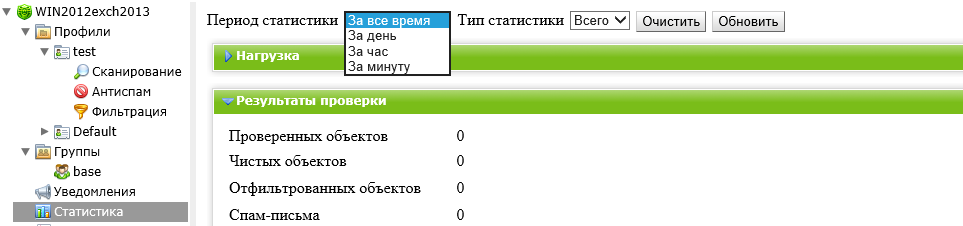 WIN2012exch2013
Профили
test
Сканирование
Антиспам
Фильтрация
Default
Группы
base
Уведомления
Статистика
Период статистики За все время Тип статистики Всего Очистить Обновить
За день
За час
За минуту
Нагрузка
Результаты проверки
Проверенных объектов 0
Чистых объектов 0
Отфильтрованных объектов 0
Спам-письма 0